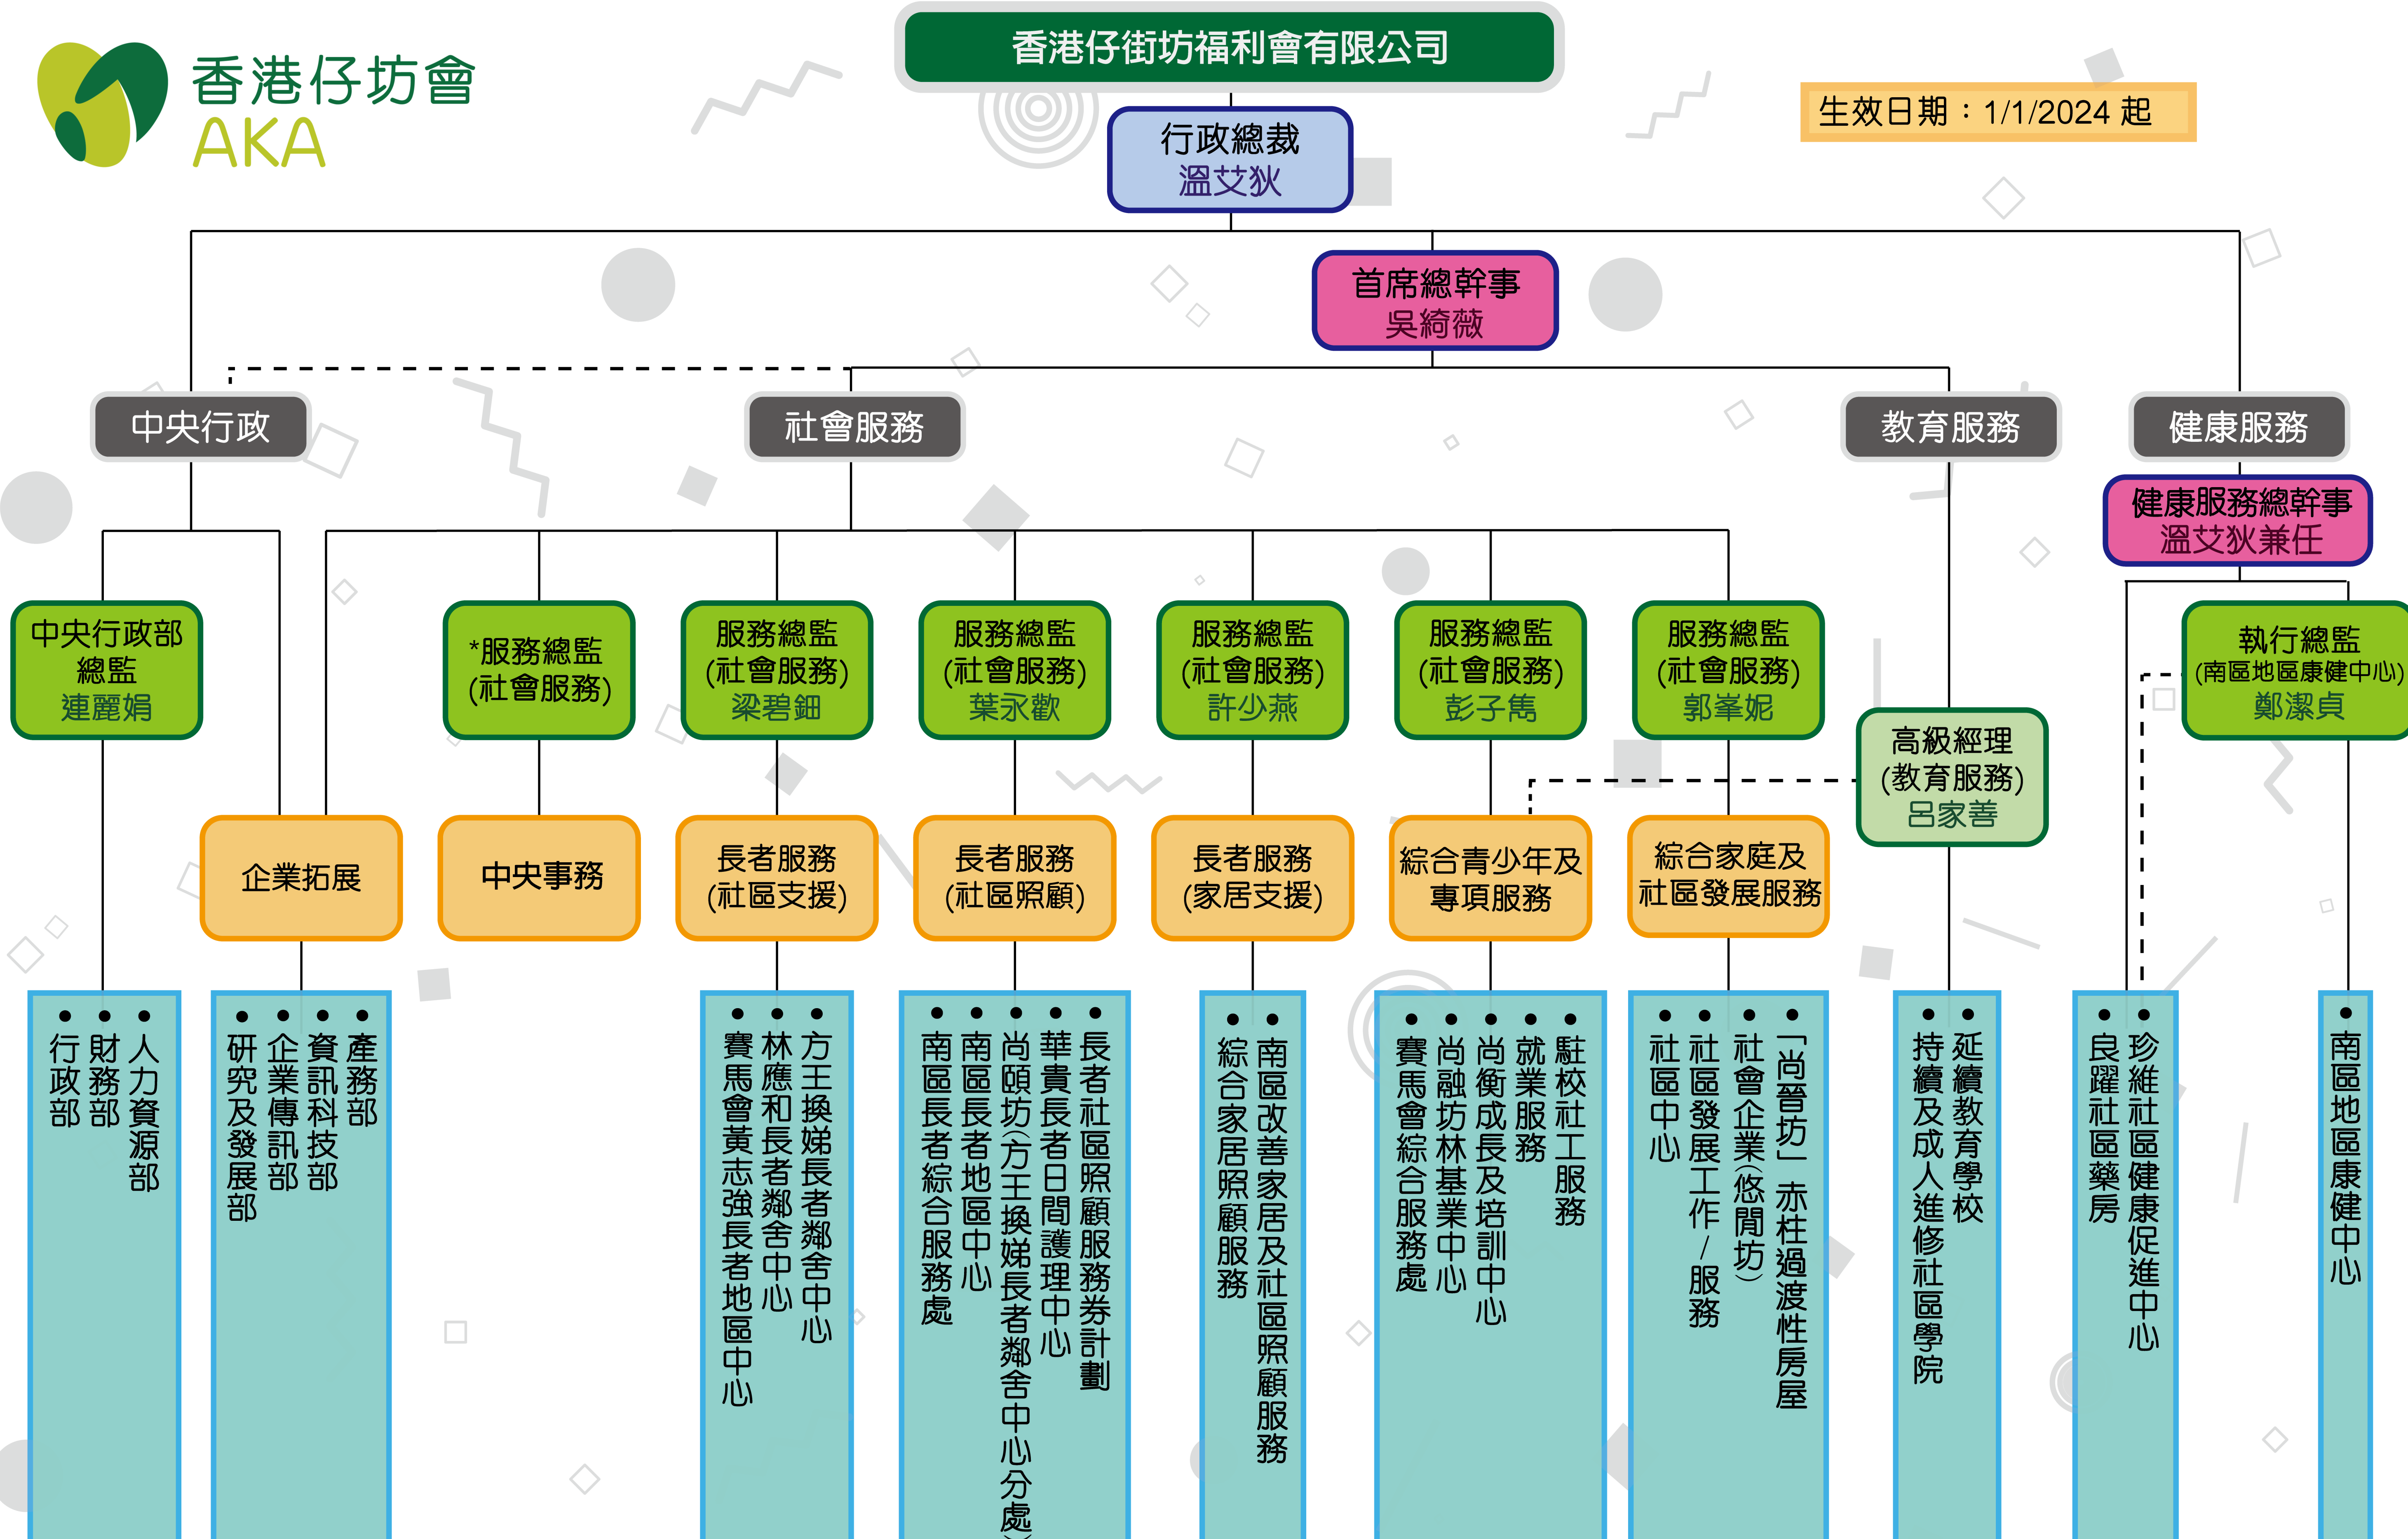 香港仔坊會
AKA
香港仔街坊福利會有限公司
生效日期：1/1/2024 起
行政總裁
溫艾狄
首席總幹事
吳綺薇
中央行政
社會服務
教育服務
健康服務
健康服務總幹事
溫艾狄兼任
中央行政部
總監
連麗娟
*服務總監
(社會服務)
服務總監
(社會服務)
梁碧鈿
服務總監
(社會服務)
葉永歡
服務總監
(社會服務)
許少燕
服務總監
(社會服務)
彭子雋
服務總監
(社會服務)
郭峯妮
高級經理
(教育服務)
呂家善
執行總監
(南區地區康健中心)
鄭潔貞
企業拓展
中央事務
長者服務
(社區支援)
長者服務
(社區照顧)
長者服務
(家居支援)
綜合青少年及
專項服務
綜合家庭及
社區發展服務
• 行政部
• 財務部
• 人力資源部
• 研究及發展部
• 企業傳訊部
• 資訊科技部
• 產務部
• 賽馬會黃志強長者地區中心
• 林應和長者鄰舍中心
• 方王換娣長者鄰舍中心
• 南區長者綜合服務處
• 南區長者地區中心
• 尚頤坊(方王換娣長者鄰舍中心分處)
• 華貴長者日間護理中心
• 長者社區照顧服務券計劃
• 綜合家居照顧服務
• 南區改善家居及社區照顧服務
• 賽馬會綜合服務處
• 尚融坊林基業中心
• 尚衡成長及培訓中心
• 就業服務
• 駐校社工服務
• 社區中心
• 社區發展工作/服務
• 社會企業(悠閒坊)
• 「尚晉坊」赤柱過渡性房屋
• 持續及成人進修社區學院
• 延續教育學校
• 良躍社區藥房
• 珍維社區健康促進中心
• 南區地區康健中心